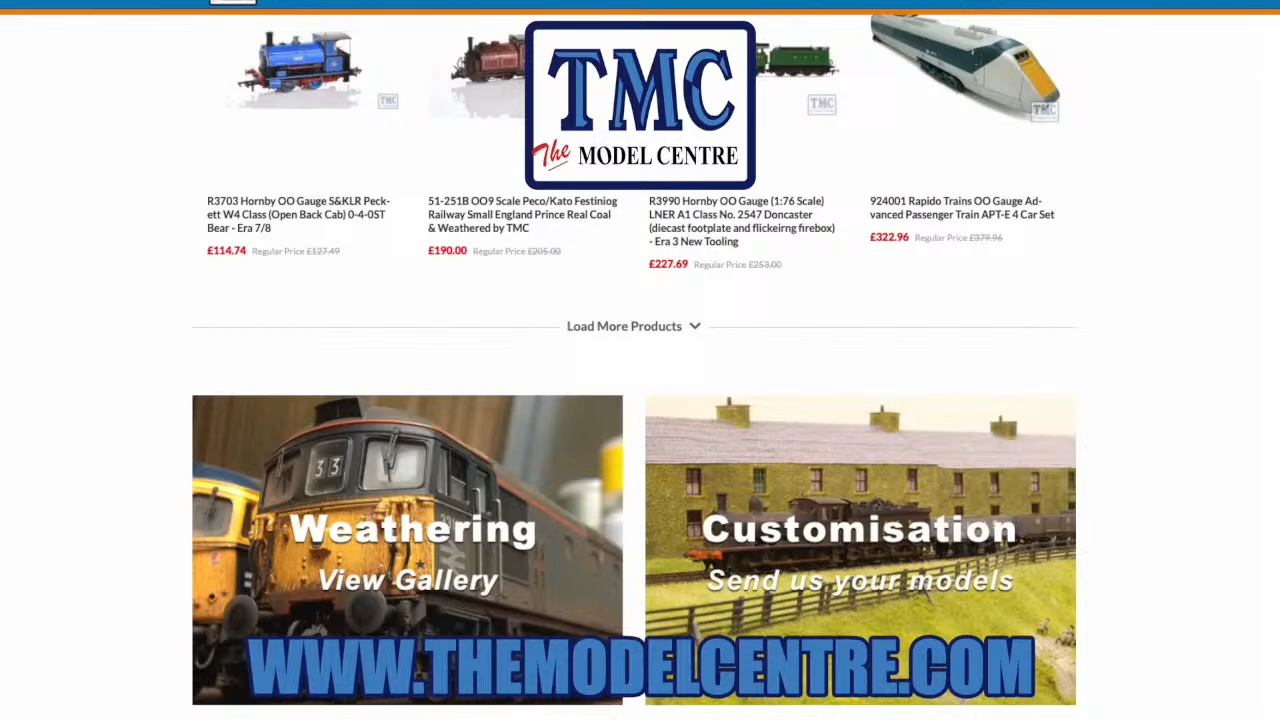 TMC
The MODEL CENTRE
TMC
TMC
TMC
R3703 Hornby OO Gauge S&KLR Peck-
ett W4 Class (Open Back Cab) 0-4-0ST
Bear - Era 7/8
£114.74 Regular Price £127.49
51-251B OO9 Scale Peco/Kato Festiniog
Railway Small England Prince Real Coal
& Weathered by TMC
£190.00 Regular Price £205.00
R3990 Hornby OO Gauge (1:76 Scale)
LNER A1 Class No. 2547 Doncaster
(diecast footplate and flickeirng firebox)
- Era 3 New Tooling
£227.69 Regular Price £253.00
924001 Rapido Trains OO Gauge Ad-
vanced Passenger Train APT-E 4 Car Set
£322.96 Regular Price £379.96
Load More Products
33
Weathering
View Gallery
Customisation
Send us your models
WWW.THEMODELCENTRE.COM